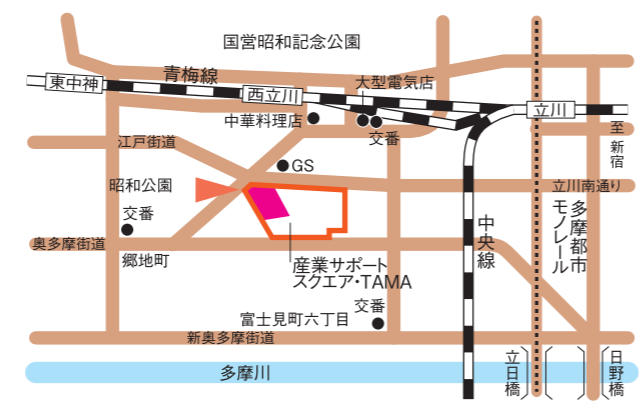 国営昭和記念公園
東中神
青梅線
西立川
大型電気店
立川
中華料理店
交番
至
新宿
江戸街道
GS
昭和公園
立川南通り
交番
中央線
多摩都市
モノレール
奥多摩街道
郷地町
産業サポート
スクエア・TAMA
交番
富士見町六丁目
新奥多摩街道
多摩川
立日橋
日野橋